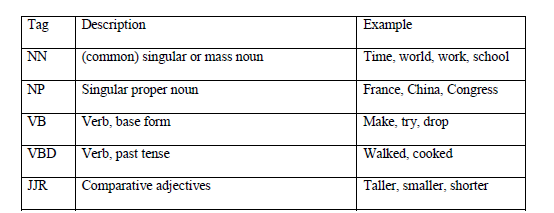 Tag Description Example
NN (common) singular or mass noun Time, world, work, school
NP Singular proper noun France, China, Congress
VB Verb, base form Make, try, drop
VBD Verb, past tense Walked, cooked
JJR Comparative adjectives Taller, smaller, shorter